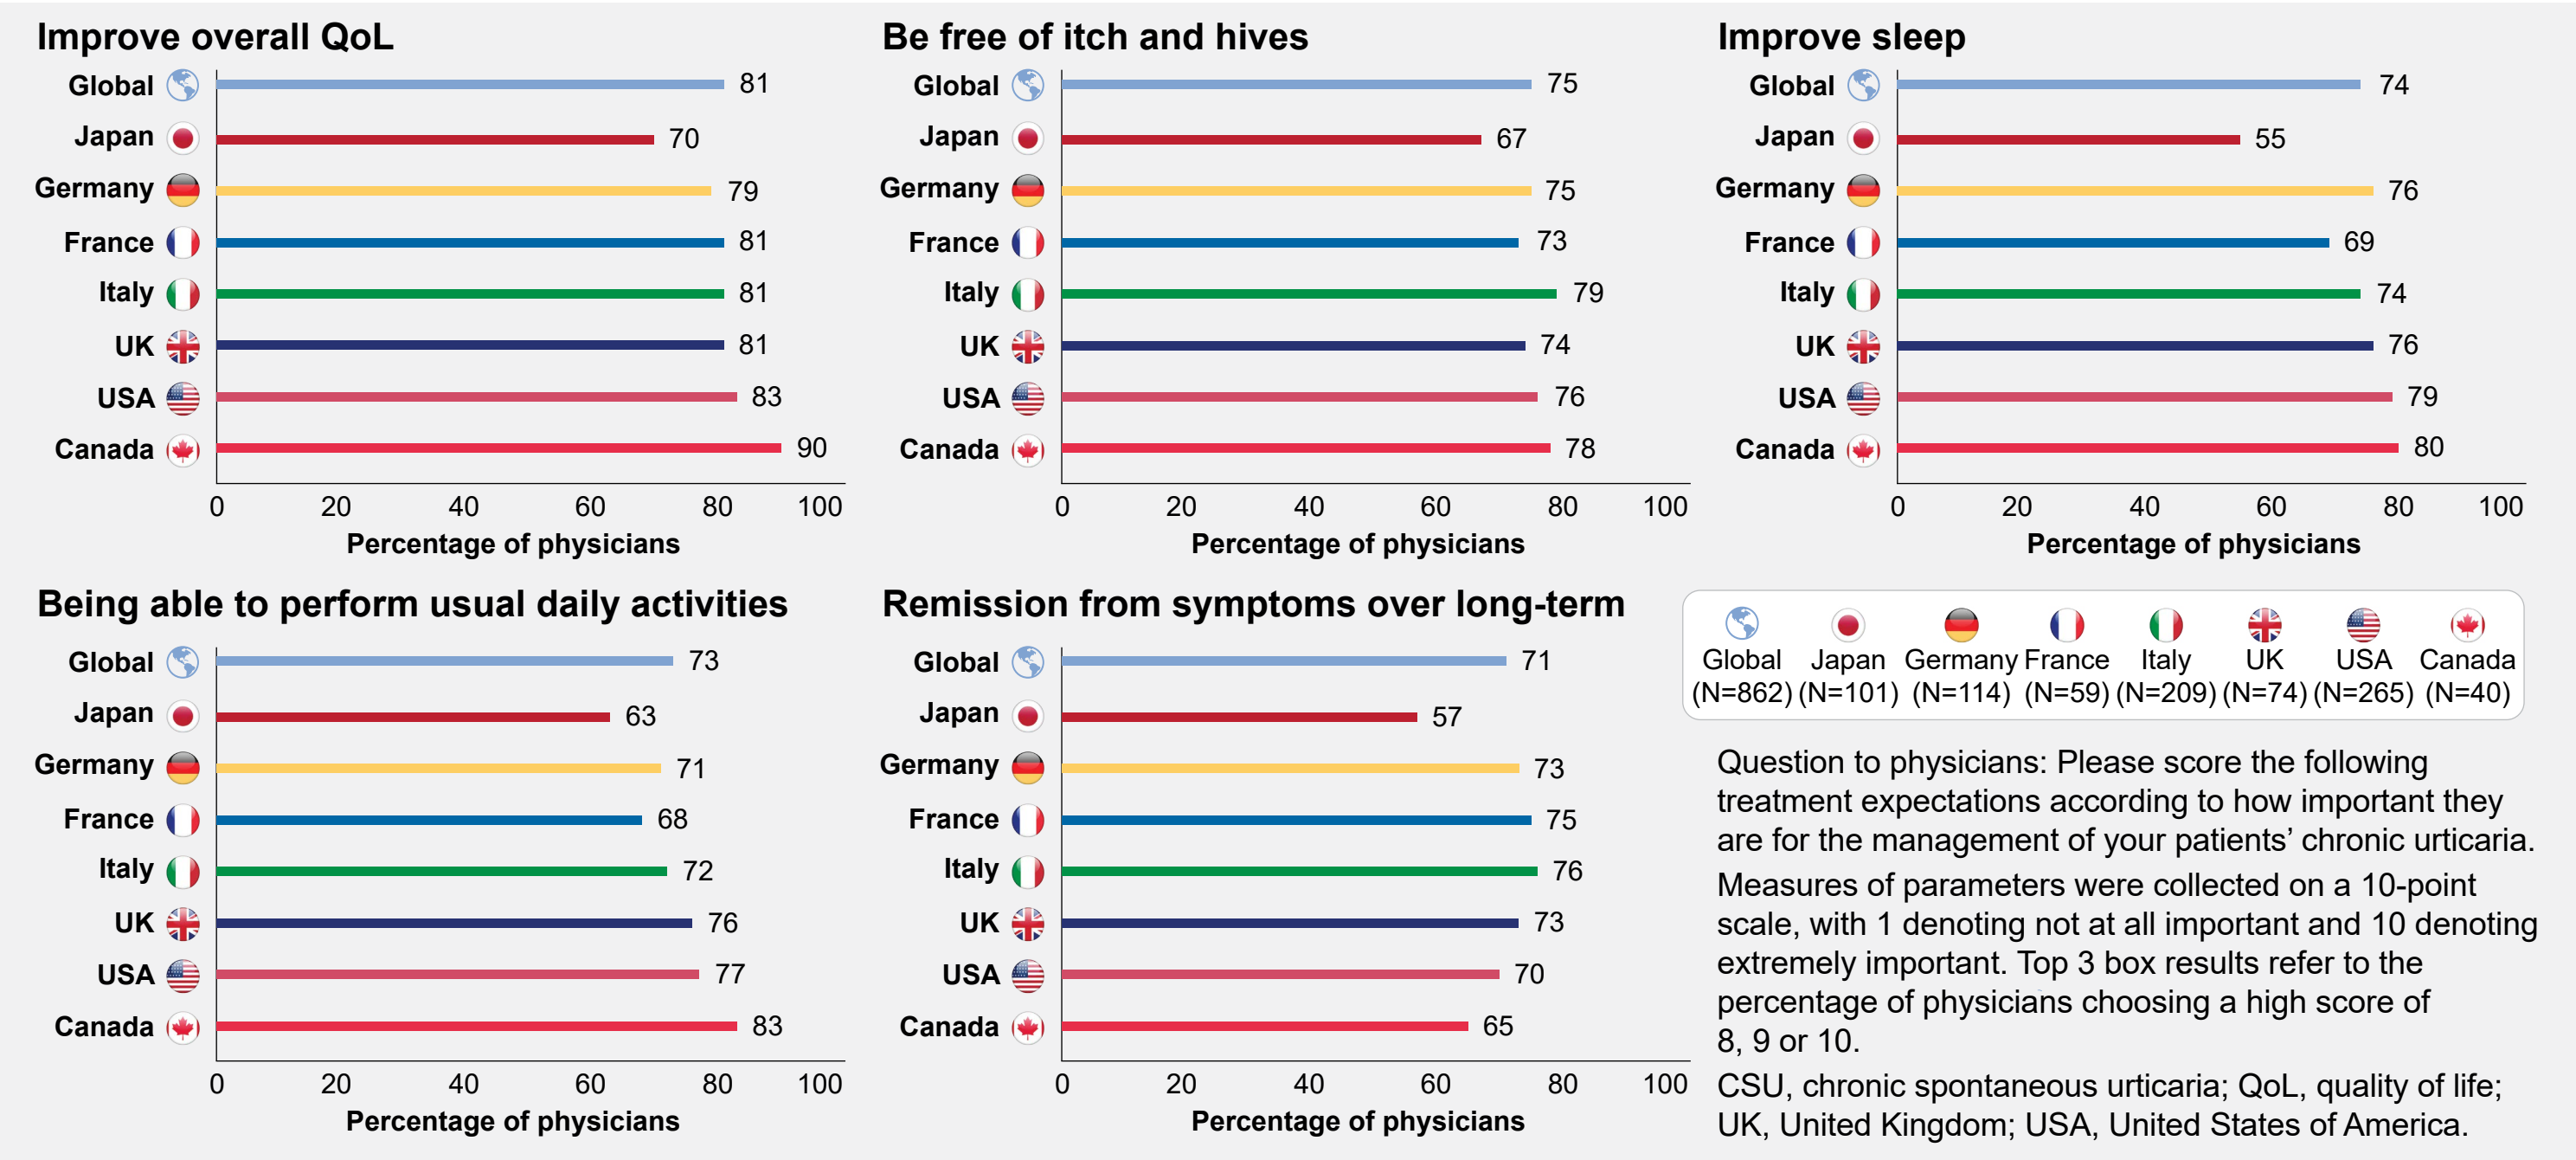 Improve overall QoL
Global 81
Japan 70
Germany 79
France 81
Italy 81
UK 81
USA 83
Canada 90
0 20 40 60 80 100
Percentage of physicians
Be free of itch and hives
Global 75
Japan 67
Germany 75
France 73
Italy 79
UK 74
USA 76
Canada 78
0 20 40 60 80 100
Percentage of physicians
Improve sleep
Global 74
Japan 55
Germany 76
France 69
Italy 74
UK 76
USA 79
Canada 80
0 20 40 60 80 100
Percentage of physicians
Being able to perform usual daily activities
Global 73
Japan 63
Germany 71
France 68
Italy 72
UK 76
USA 77
Canada 83
0 20 40 60 80 100
Percentage of physicians
Remission from symptoms over long-term
Global 71
Japan 57
Germany 73
France 75
Italy 76
UK 73
USA 70
Canada 65
0 20 40 60 80 100
Percentage of physicians
Global Japan Germany France Italy UK USA Canada
(N=862) (N=101) (N=114) (N=59) (N=209) (N=74) (N=265) (N=40)
Question to physicians: Please score the following
treatment expectations according to how important they
are for the management of your patients’ chronic urticaria.
Measures of parameters were collected on a 10-point
scale, with 1 denoting not at all important and 10 denoting
extremely important. Top 3 box results refer to the
percentage of physicians choosing a high score of
8, 9 or 10.
CSU, chronic spontaneous urticaria; QoL, quality of life;
UK, United Kingdom; USA, United States of America.